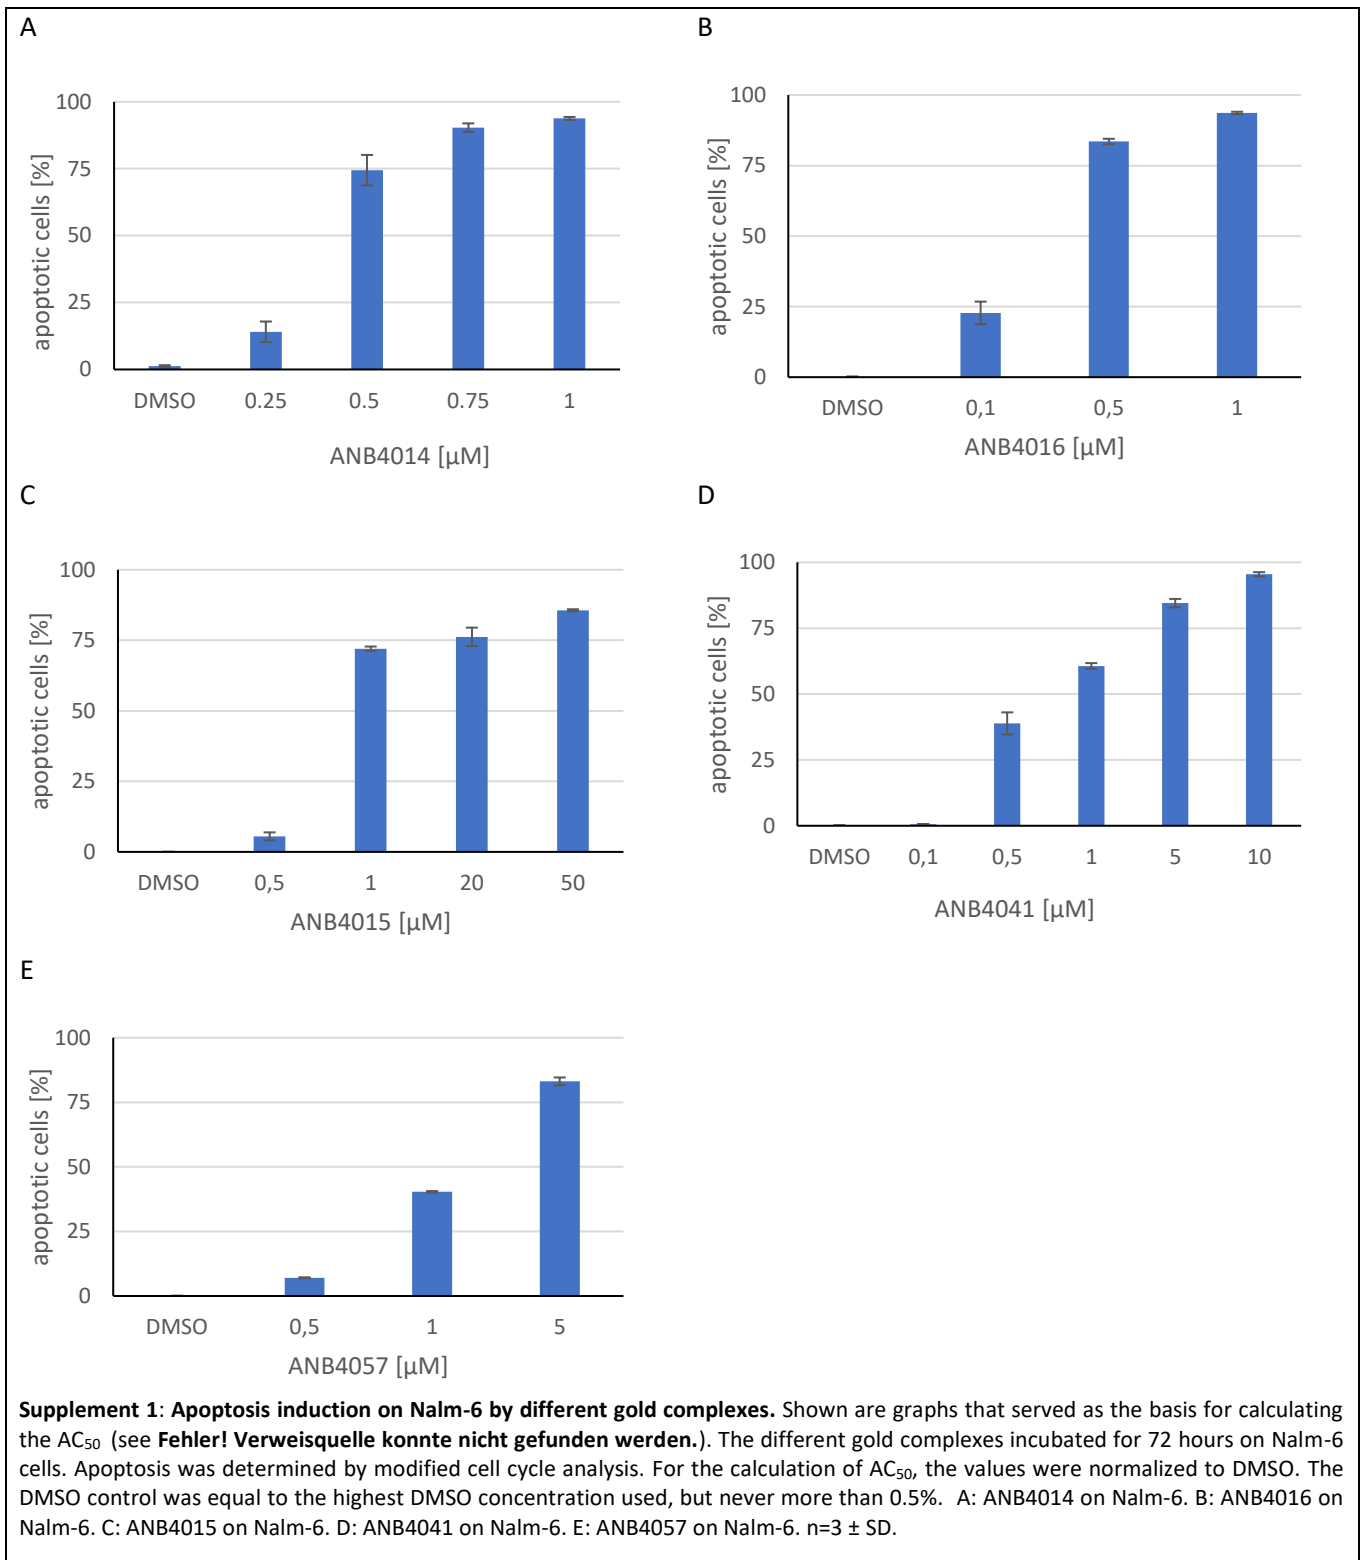 A
100
75
50
25
0
apoptotic cells [%]
DMSO 0.25 0.5 0.75 1
ANB4014 [µM]
B
100
75
50
25
0
apoptotic cells [%]
DMSO 0,1 0,5 1
ANB4016 [µM]
C
100
75
50
25
0
apoptotic cells [%]
DMSO 0,5 1 20 50
ANB4015 [µM]
D
100
75
50
25
0
apoptotic cells [%]
DMSO 0,1 0,5 1 5 10
ANB4041 [µM]
E
100
75
50
25
0
apoptotic cells [%]
DMSO 0,5 1 5
ANB4057 [µM]
Supplement 1: Apoptosis induction on Nalm-6 by different gold complexes. Shown are graphs that served as the basis for calculating
the AC₅₀ (see Fehler! Verweisquelle konnte nicht gefunden werden.). The different gold complexes incubated for 72 hours on Nalm-6
cells. Apoptosis was determined by modified cell cycle analysis. For the calculation of AC₅₀, the values were normalized to DMSO. The
DMSO control was equal to the highest DMSO concentration used, but never more than 0.5%. A: ANB4014 on Nalm-6. B: ANB4016 on
Nalm-6. C: ANB4015 on Nalm-6. D: ANB4041 on Nalm-6. E: ANB4057 on Nalm-6. n=3 ± SD.